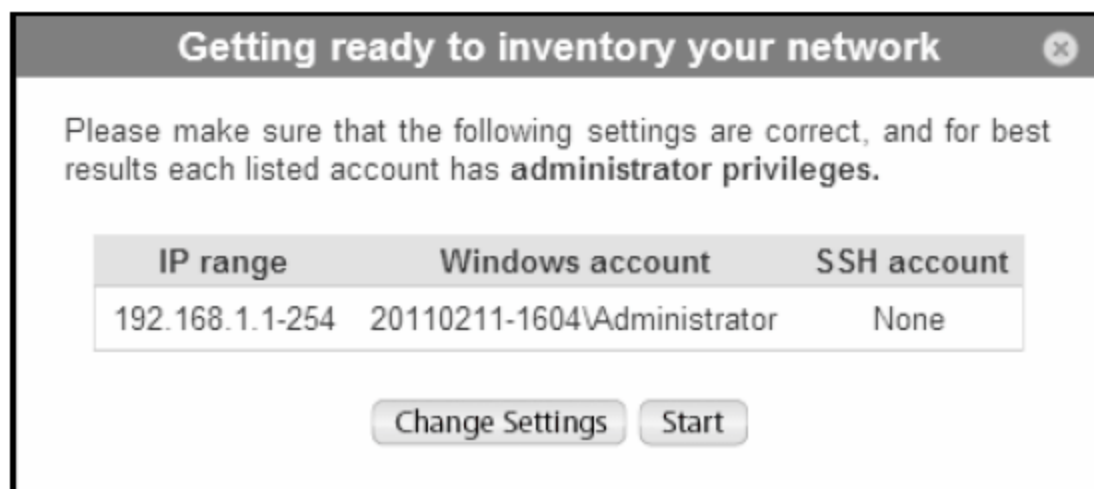 Getting ready to inventory your network
Please make sure that the following settings are correct, and for best
results each listed account has administrator privileges.
IP range Windows account SSH account
192.168.1.1-254 20110211-1604\Administrator None
Change Settings Start